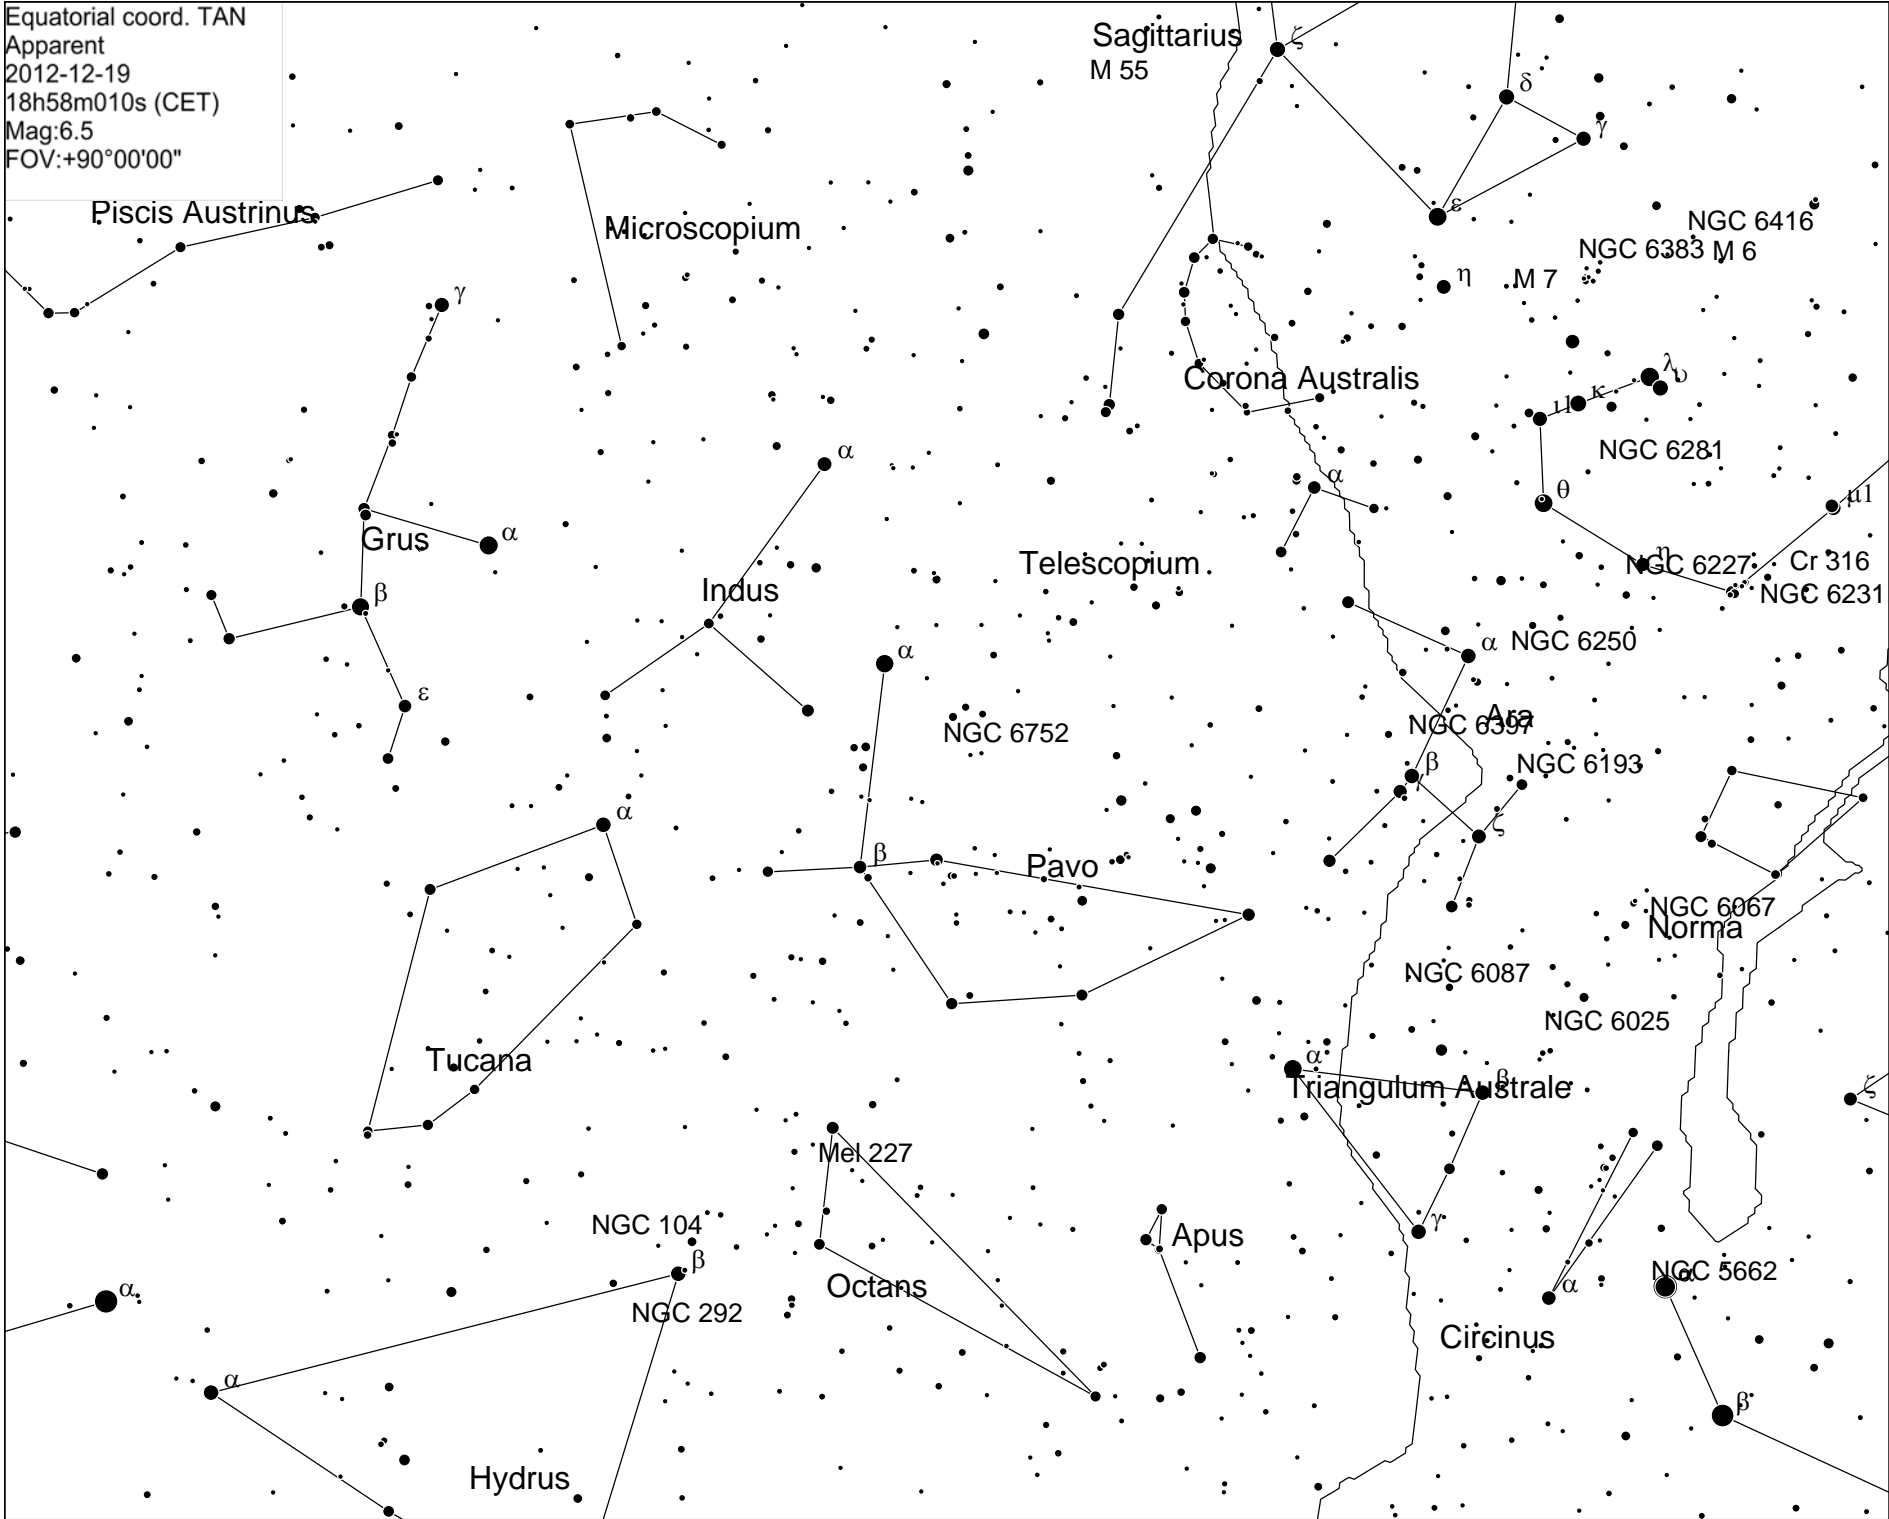 Equatorial coord. TAN
Apparent
2012-12-19
18h58m010s (CET)
Mag:6.5
FOV:+90°00'00"
Sagittarius
ζ
M 55
δ
γ
Piscis Austrinus
Microscopium
ε
NGC 6416
NGC 6383
M 6
η
M 7
γ
λ
υ
Corona Australis
ι1
κ
α
NGC 6281
α
θ
μ1
Grus
α
Telescopium
η
NGC 6227
Cr 316
β
Indus
NGC 6231
α
α
NGC 6250
ε
NGC 6752
NGC 6397
Ara
β
γ
NGC 6193
α
ζ
β
Pavo
NGC 6067
Norma
NGC 6087
NGC 6025
Tucana
α
Triangulum Australe
β
ζ
Mel 227
NGC 104
γ
Apus
β
NGC 5662
α
Octans
α
α
NGC 292
Circinus
α
β
Hydrus